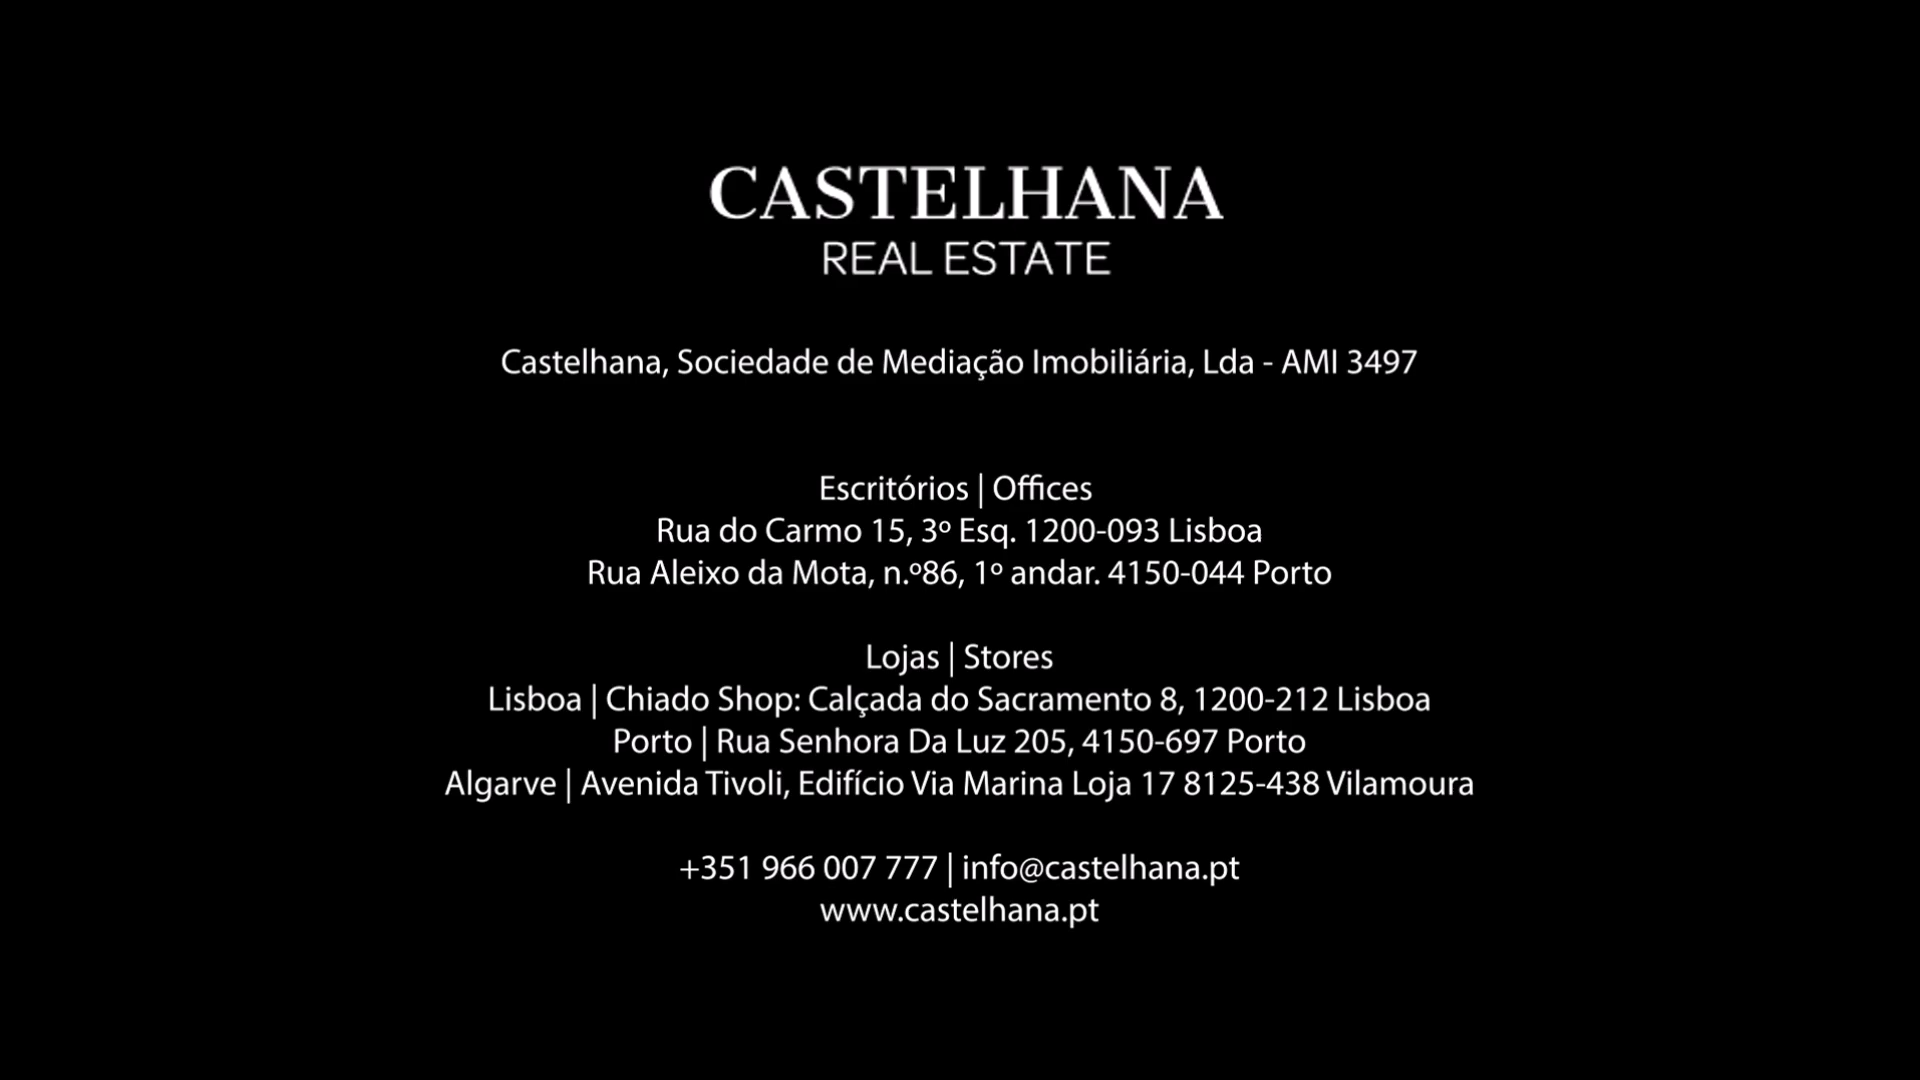 CASTELHANA
REAL ESTATE
Castelhana, Sociedade de Mediação Imobiliária, Lda - AMI 3497
Escritórios | Offices
Rua do Carmo 15, 3º Esq. 1200-093 Lisboa
Rua Aleixo da Mota, n.º86, 1º andar. 4150-044 Porto
Lojas | Stores
Lisboa | Chiado Shop: Calçada do Sacramento 8, 1200-212 Lisboa
Porto | Rua Senhora Da Luz 205, 4150-697 Porto
Algarve | Avenida Tivoli, Edifício Via Marina Loja 17 8125-438 Vilamoura
+351 966 007 777 | info@castelhana.pt
www.castelhana.pt